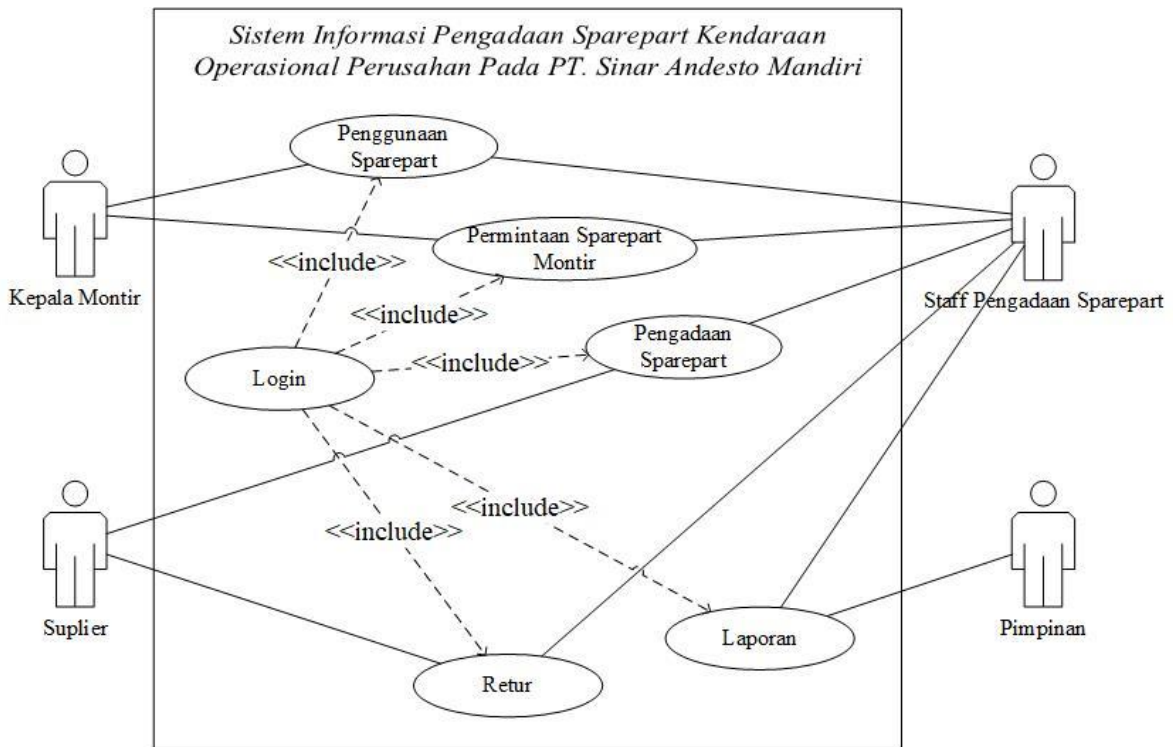 Sistem Informasi Pengadaan Sparepart Kendaraan
Operasional Perusahan Pada PT. Sinar Andesto Mandiri
Penggunaan
Sparepart
Permintaan Sparepart
Montir
<<include>>
Kepala Montir
Staff Pengadaan Sparepart
<<include>>
Pengadaan
Sparepart
<<include>>
Login
<<include>>
<<include>>
Suplier
Laporan
Pimpinan
Retur